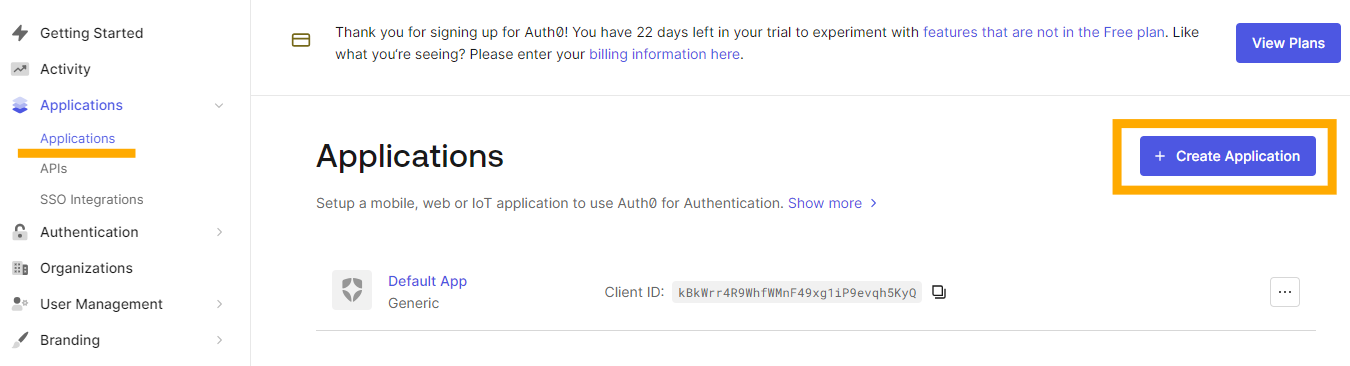 Getting Started
Activity
Applications
Applications
APIs
SSO Integrations
Authentication
Organizations
User Management
Branding
Thank you for signing up for Auth0! You have 22 days left in your trial to experiment with features that are not in the Free plan. Like
what you're seeing? Please enter your billing information here.
View Plans
Applications
+ Create Application
Setup a mobile, web or IoT application to use Auth0 for Authentication. Show more >
Default App
Generic
Client ID: kBkWrr4R9WhfWMnF49xg1iP9evqh5KyQ
...